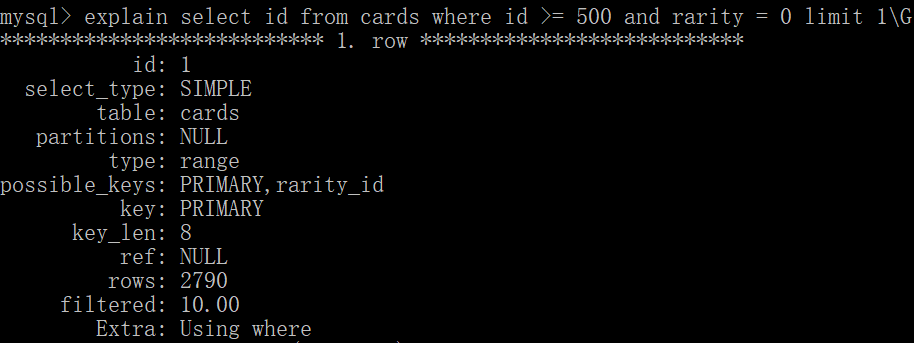 mysql> explain select id from cards where id >= 500 and rarity = 0 limit 1\G
*************************** 1. row ***************************
id: 1
select_type: SIMPLE
table: cards
partitions: NULL
type: range
possible_keys: PRIMARY,rarity_id
key: PRIMARY
key_len: 8
ref: NULL
rows: 2790
filtered: 10.00
Extra: Using where